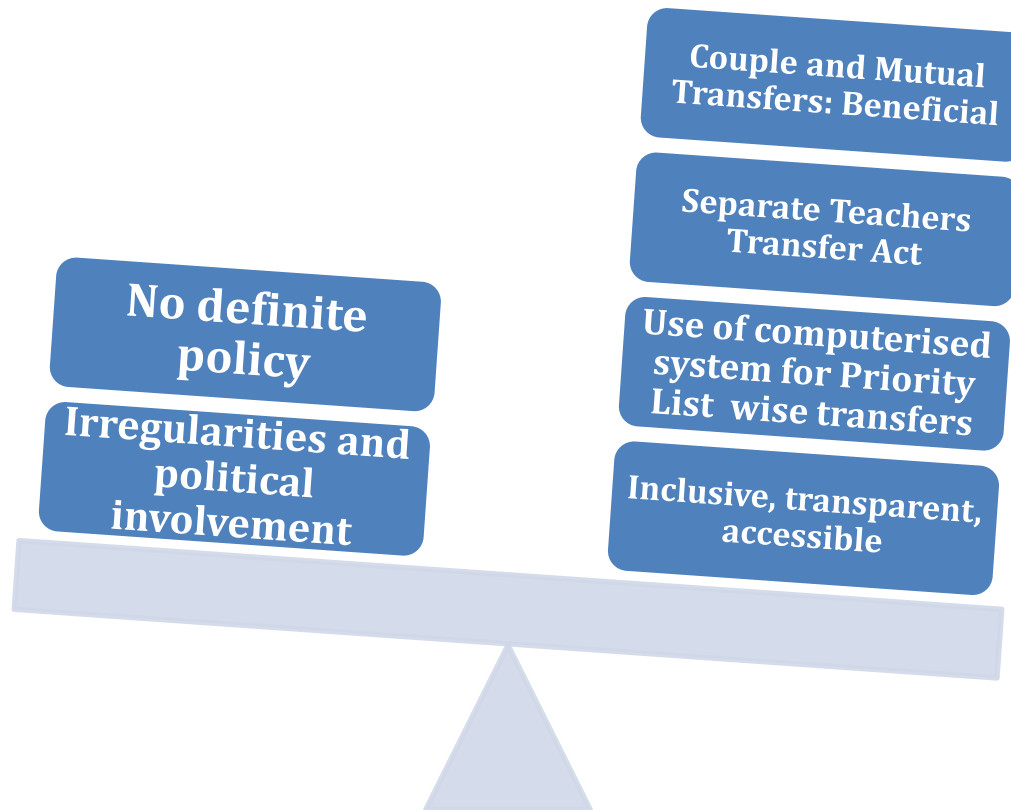 No definite
policy
Irregularities and
political
involvement
Couple and Mutual
Transfers: Beneficial
Separate Teachers
Transfer Act
Use of computerised
system for Priority
List wise transfers
Inclusive, transparent,
accessible